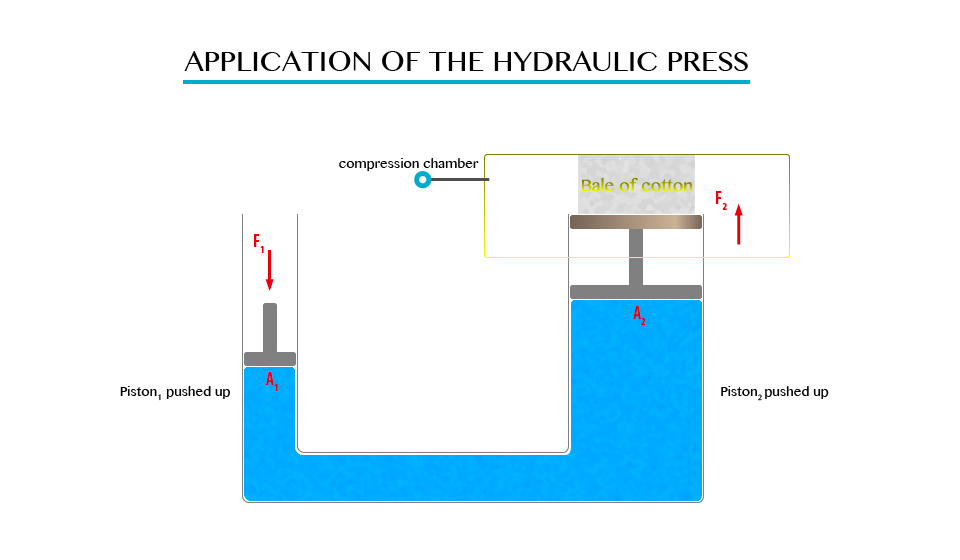 APPLICATION OF THE HYDRAULIC PRESS
compression chamber
Bale of cotton
F₂
F₁
A₂
A₁
Piston₁ pushed up
Piston₂ pushed up